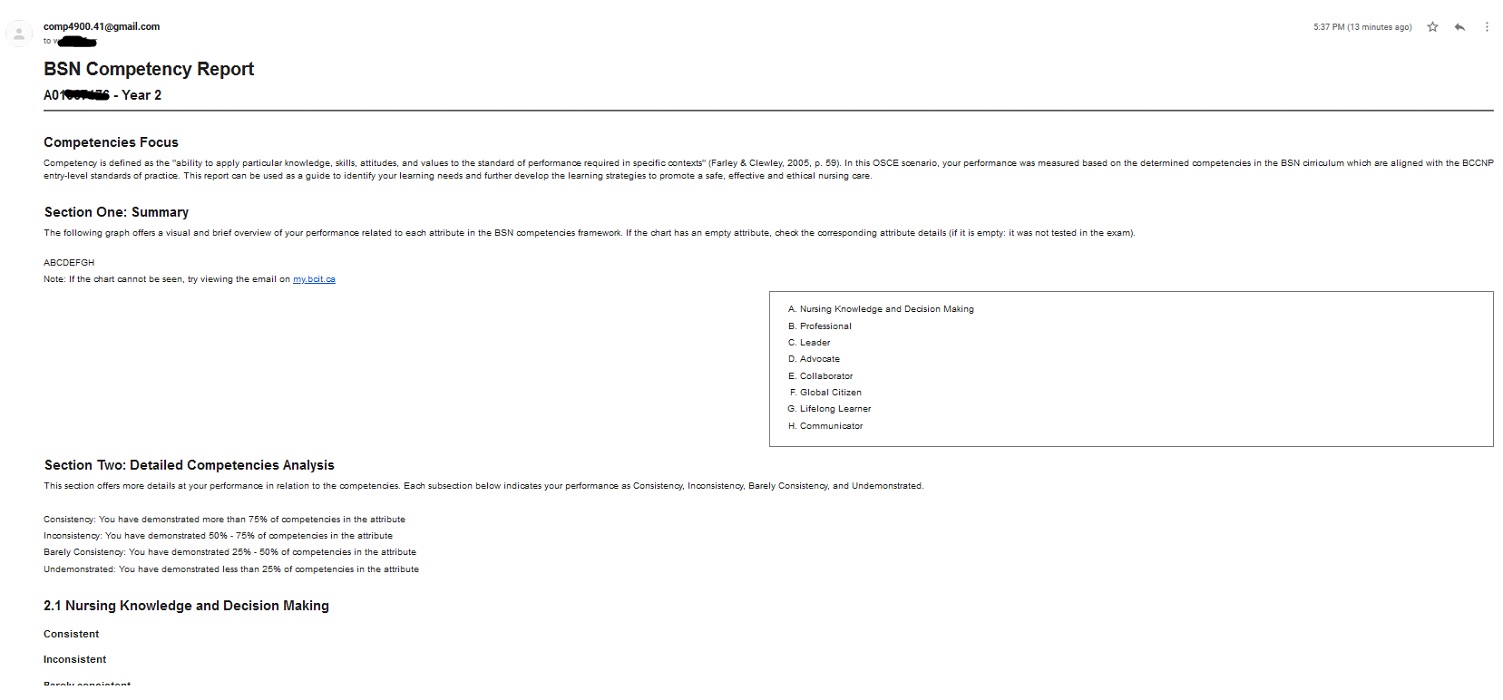 comp4900.41@gmail.com
5:37 PM (13 minutes ago)
to
BSN Competency Report
- Year 2
Competencies Focus
Competency is defined as the "ability to apply particular knowledge, skills, attitudes, and values to the standard of performance required in specific contexts" (Farley & Clewley, 2005, p. 59). In this OSCE scenario, your performance was measured based on the determined competencies in the BSN cirriculum which are aligned with the BCCNP
entry-level standards of practice. This report can be used as a guide to identify your learning needs and further develop the learning strategies to promote a safe, effective and ethical nursing care.
Section One: Summary
The following graph offers a visual and brief overview of your performance related to each attribute in the BSN competencies framework. If the chart has an empty attribute, check the corresponding attribute details (if it is empty: it was not tested in the exam).
ABCDEFGH
Note: If the chart cannot be seen, try viewing the email on my.bcit.ca
A. Nursing Knowledge and Decision Making
B. Professional
C. Leader
D. Advocate
E. Collaborator
F. Global Citizen
G. Lifelong Learner
H. Communicator
Section Two: Detailed Competencies Analysis
This section offers more details at your performance in relation to the competencies. Each subsection below indicates your performance as Consistency, Inconsistency, Barely Consistency, and Undemonstrated.
Consistency: You have demonstrated more than 75% of competencies in the attribute
Inconsistency: You have demonstrated 50% - 75% of competencies in the attribute
Barely Consistency: You have demonstrated 25% - 50% of competencies in the attribute
Undemonstrated: You have demonstrated less than 25% of competencies in the attribute
2.1 Nursing Knowledge and Decision Making
Consistent
Inconsistent
Barely consistent